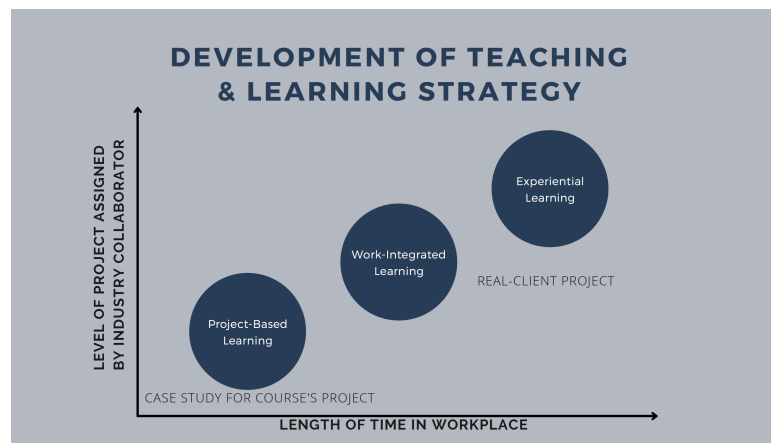 DEVELOPMENT OF TEACHING
& LEARNING STRATEGY
LEVEL OF PROJECT ASSIGNED
BY INDUSTRY COLLABORATOR
Experiential
Learning
Work-Integrated
Learning
REAL-CLIENT PROJECT
Project-Based
Learning
CASE STUDY FOR COURSE'S PROJECT
LENGTH OF TIME IN WORKPLACE